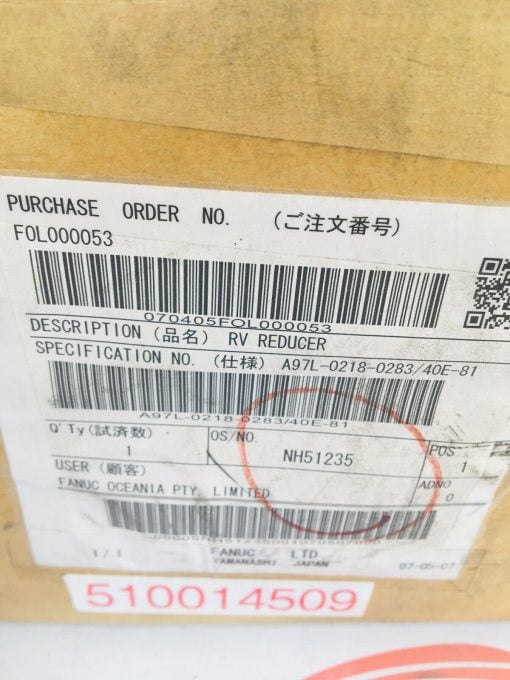 PURCHASE ORDER NO. (ご注文番号)
FOL000053
070405FOL000053
DESCRIPTION (品名) RV REDUCER
SPECIFICATION NO. (仕様) A97L-0218-0283/40E-81
A97L-0218-0283/40E-81
Q'Ty(試済数) OS/NO. POS
1 NH51235 1
USER (顧客) ADNO
FANUC OCEANIA PTY. LIMITED 0
1/1 FANUC LTD
YAMANASHI JAPAN 07-05-07
510014509